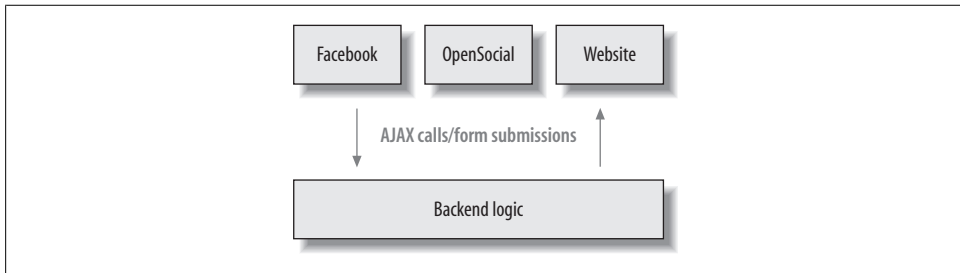 Facebook
OpenSocial
Website
AJAX calls/form submissions
Backend logic